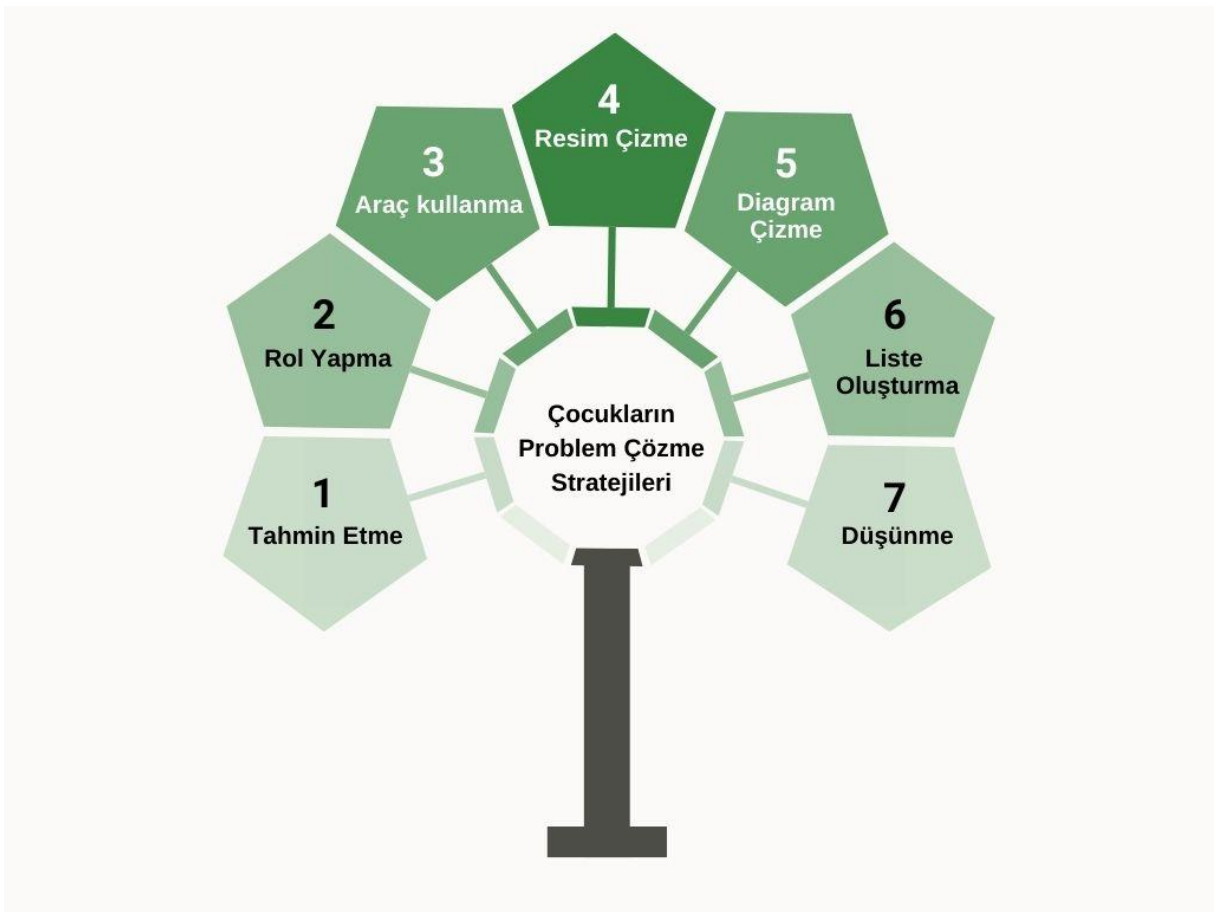 4
Resim Çizme
3
Araç kullanma
5
Diagram
Çizme
2
Rol Yapma
6
Liste
Oluşturma
Çocukların
Problem Çözme
Stratejileri
1
Tahmin Etme
7
Düşünme